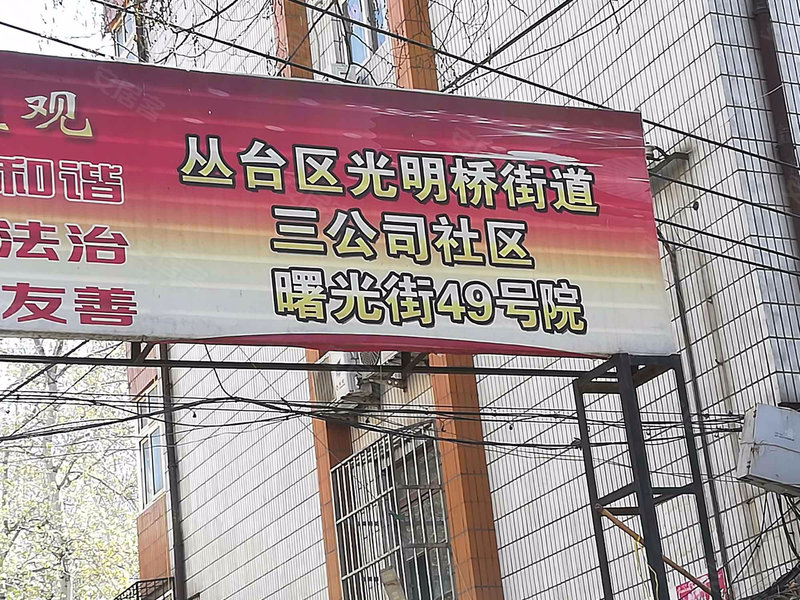 观
和谐
法治
友善
丛台区光明桥街道
三公司社区
曙光街49号院